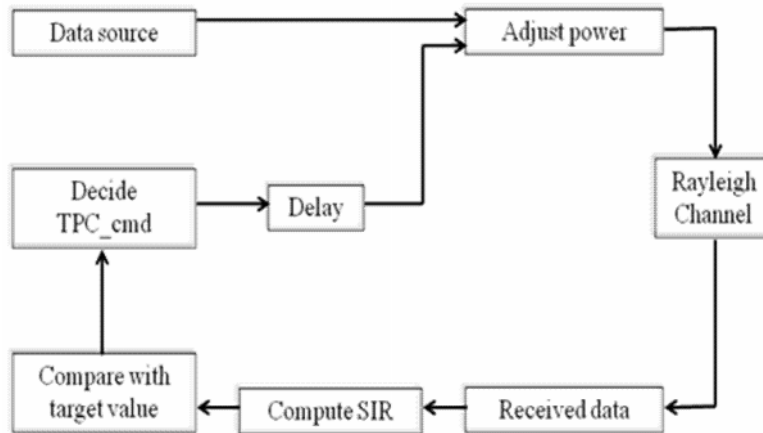 Data source
Adjust power
Decide
TPC_cmd
Delay
Rayleigh
Channel
Compare with
target value
Compute SIR
Received data